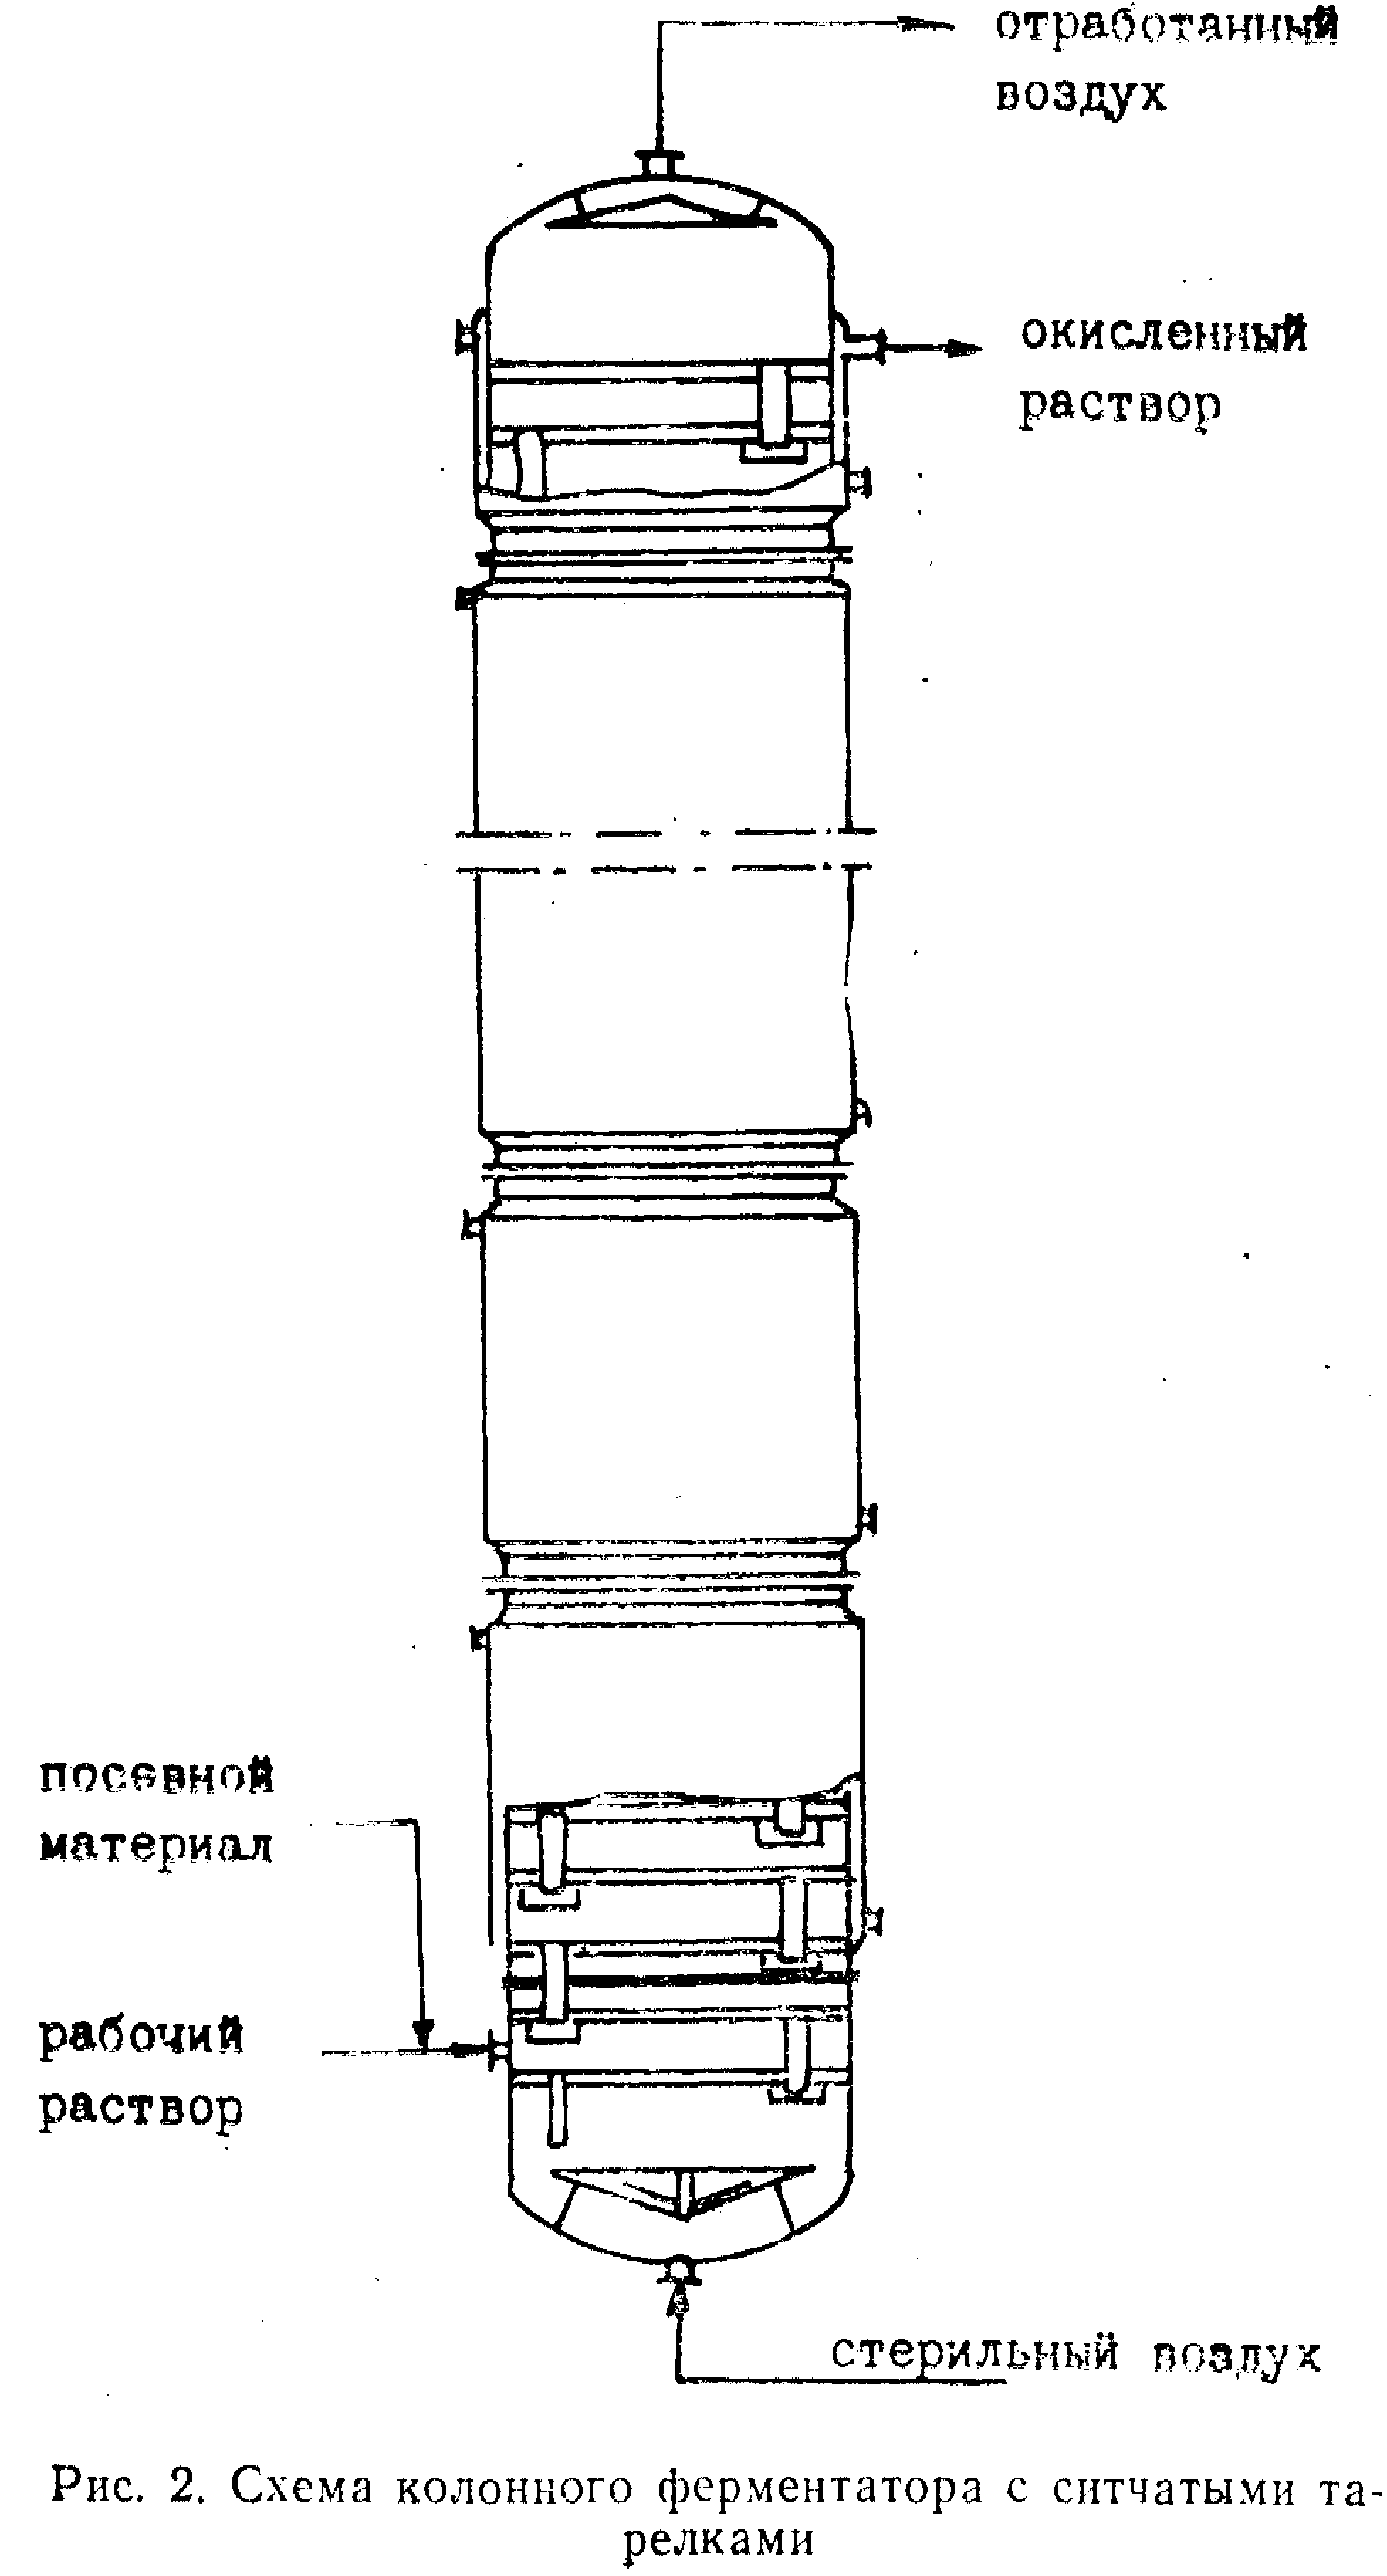 отработанный
воздух
окисленный
раствор
посевной
материал
рабочий
раствор
стерильный воздух
Рис. 2. Схема колонного ферментатора с ситчатыми та-
релками